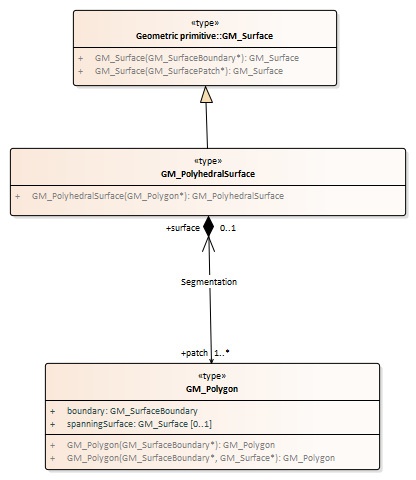 «type»
Geometric primitive::GM_Surface
+ GM_Surface(GM_SurfaceBoundary*): GM_Surface
+ GM_Surface(GM_SurfacePatch*): GM_Surface
«type»
GM_PolyhedralSurface
+ GM_PolyhedralSurface(GM_Polygon*): GM_PolyhedralSurface
+surface 0..1
Segmentation
+patch 1..*
«type»
GM_Polygon
+ boundary: GM_SurfaceBoundary
+ spanningSurface: GM_Surface [0..1]
+ GM_Polygon(GM_SurfaceBoundary*): GM_Polygon
+ GM_Polygon(GM_SurfaceBoundary*, GM_Surface*): GM_Polygon